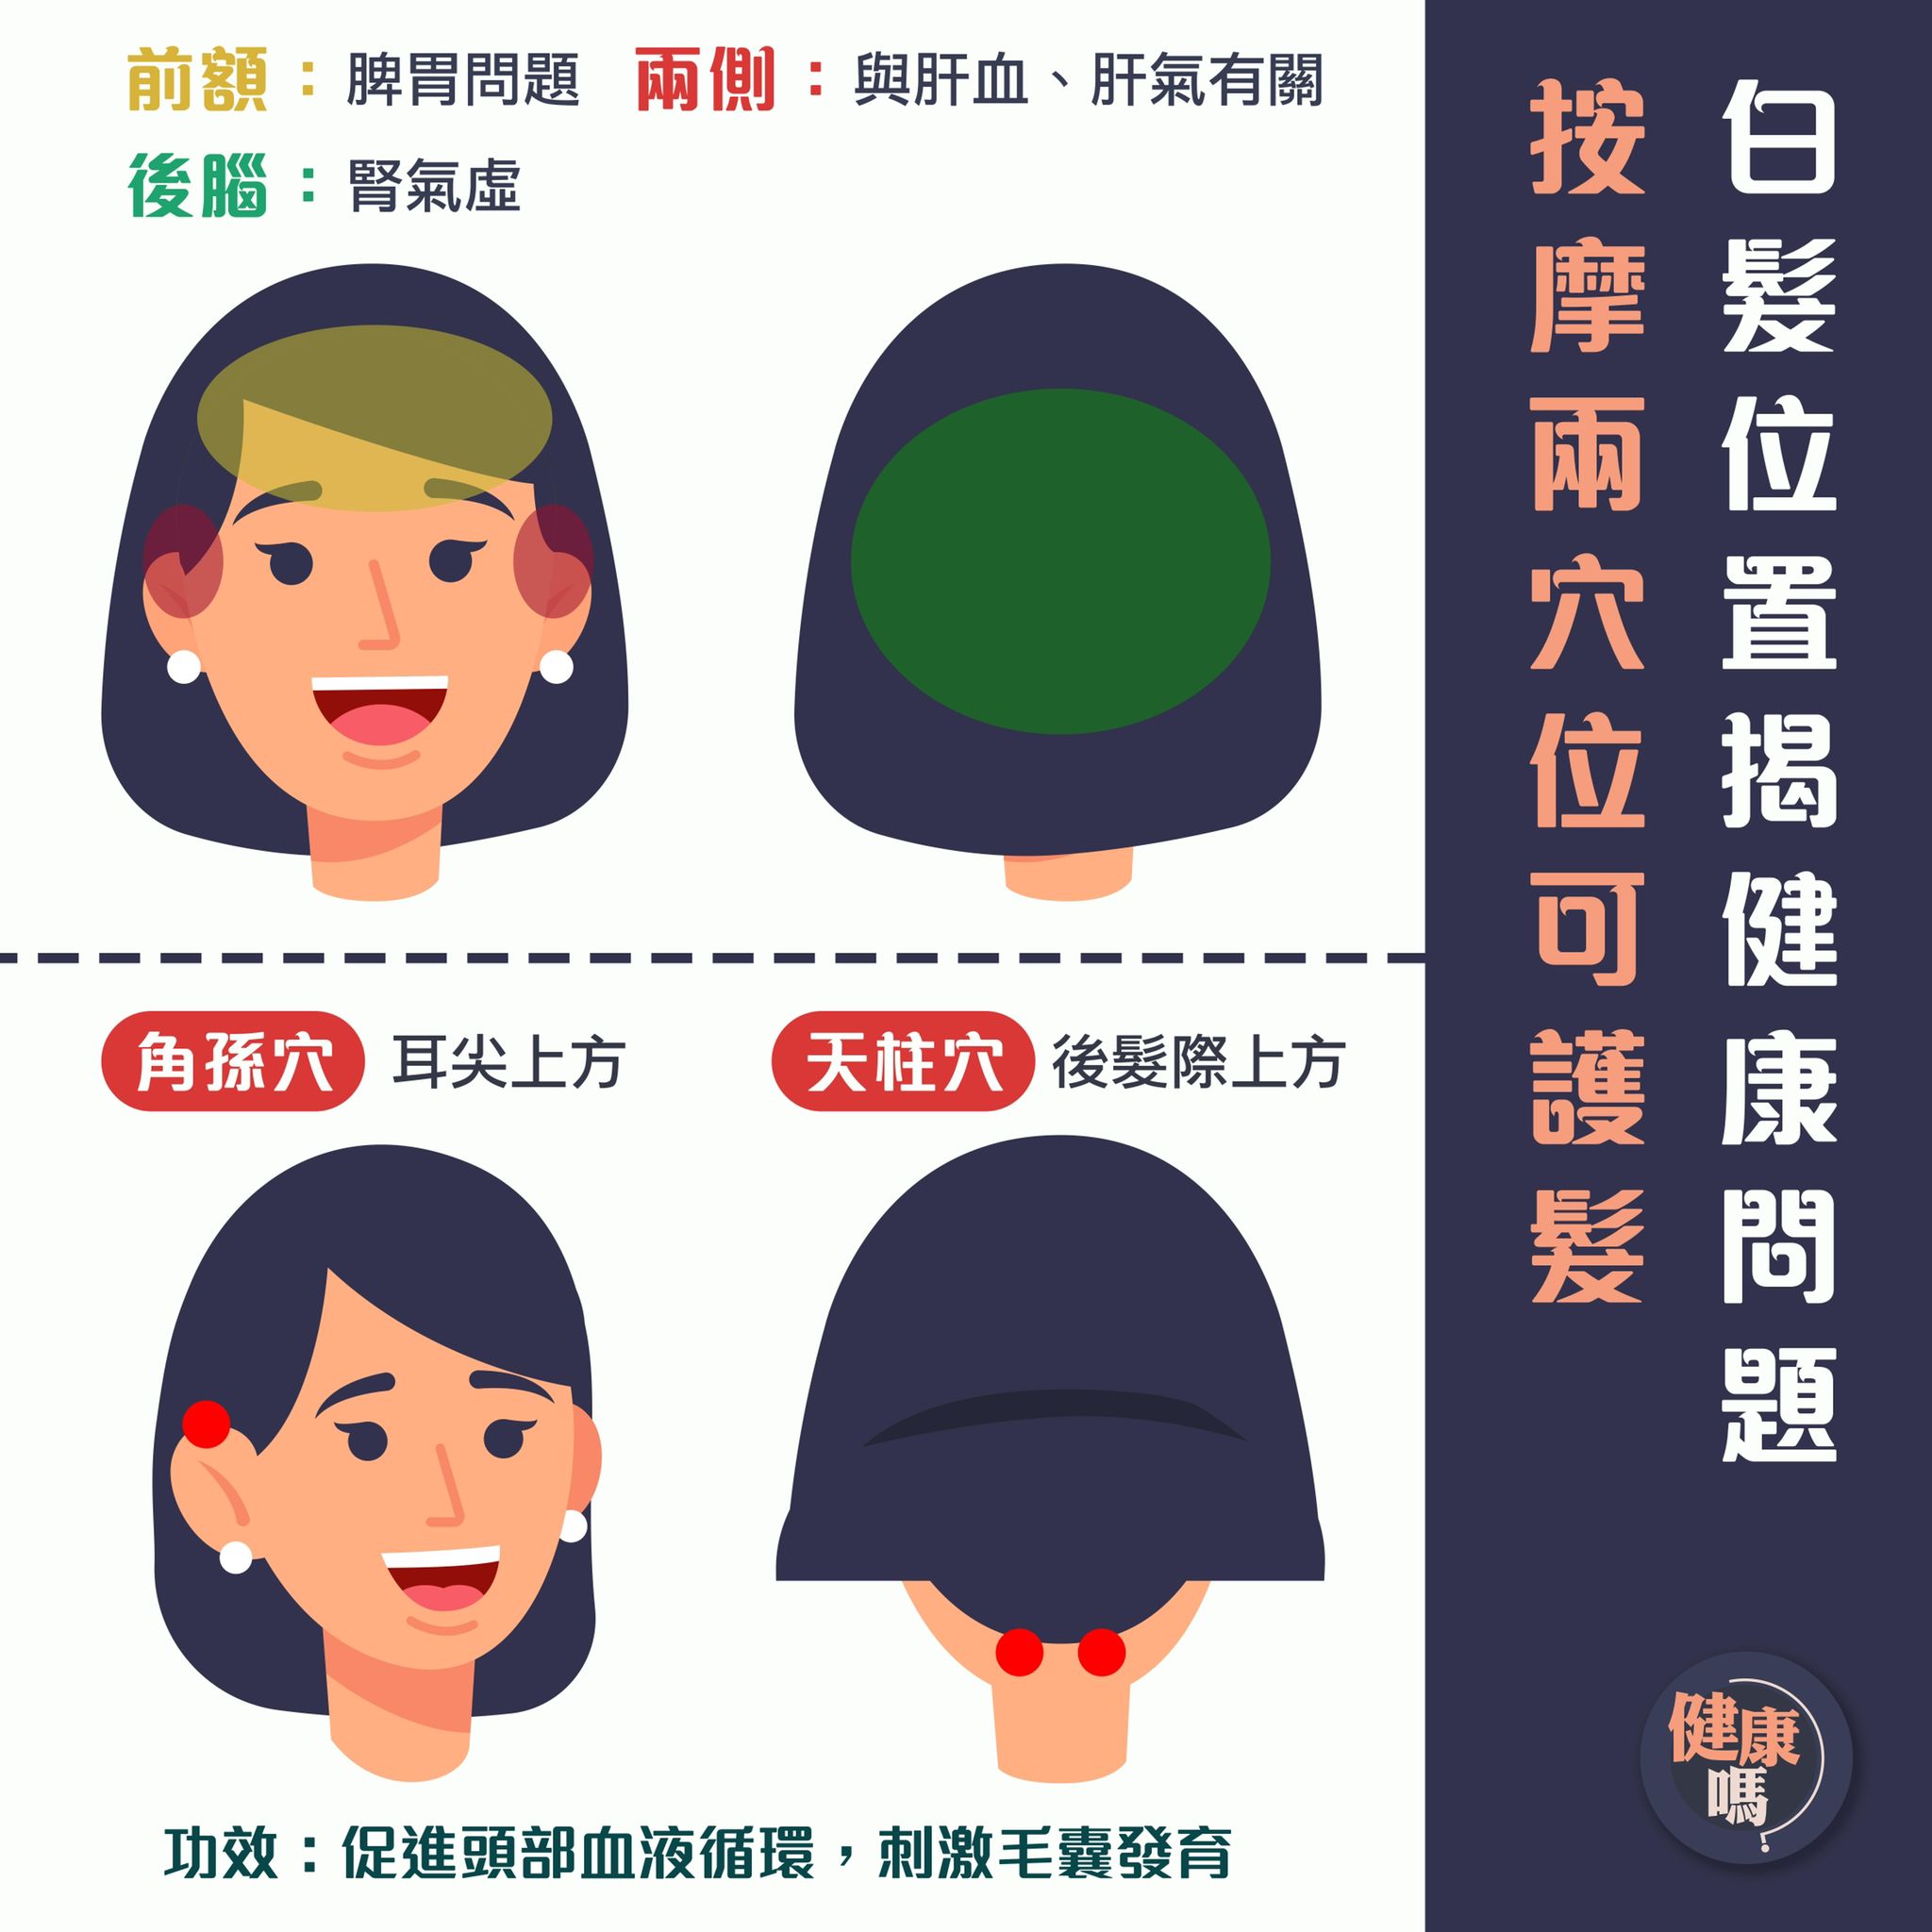 白髮位置揭健康問題
按摩兩穴位可護髮
前額：脾胃問題
兩側：與肝血、肝氣有關
後腦：腎氣虛
角孫穴 耳尖上方
天柱穴 後髮際上方
功效：促進頭部血液循環，刺激毛囊發育
健康
嗎